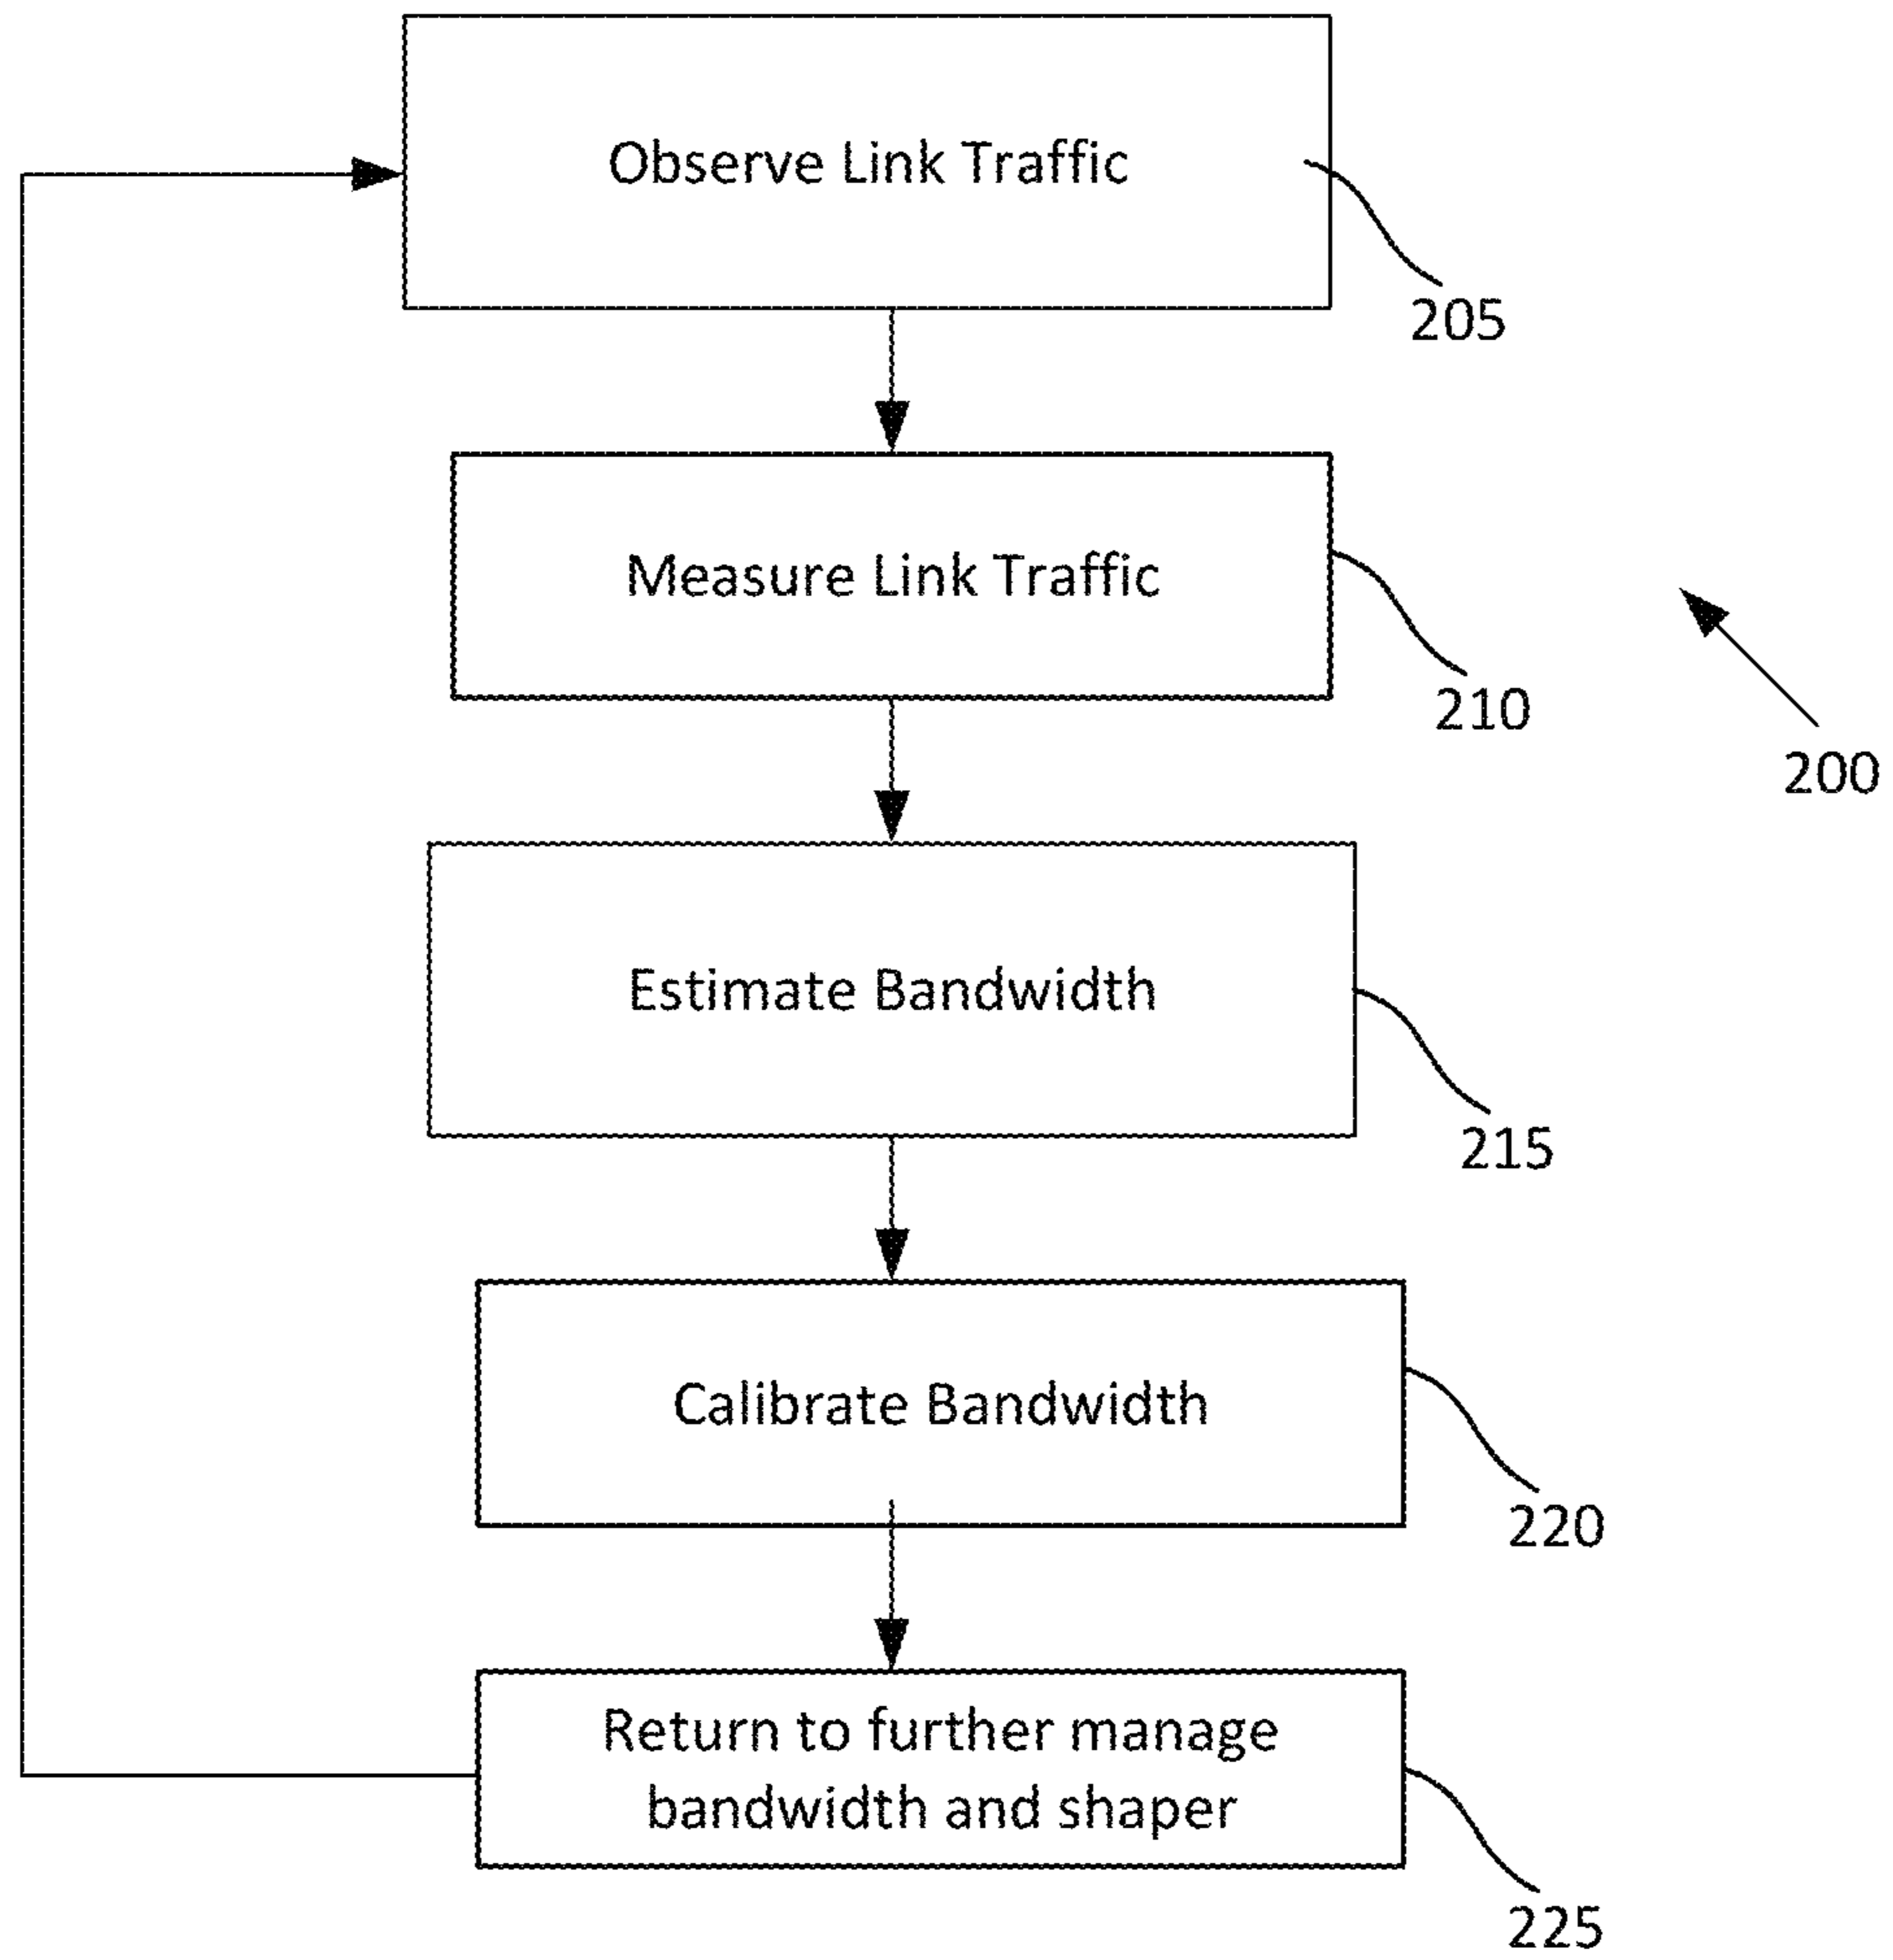 Observe Link Traffic
205
Measure Link Traffic
210
200
Estimate Bandwidth
215
Calibrate Bandwidth
220
Return to further manage
bandwidth and shaper
225